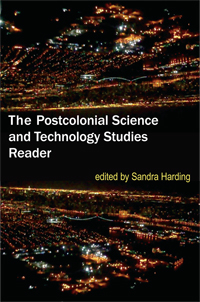 The Postcolonial Science
and Technology Studies
Reader
edited by Sandra Harding